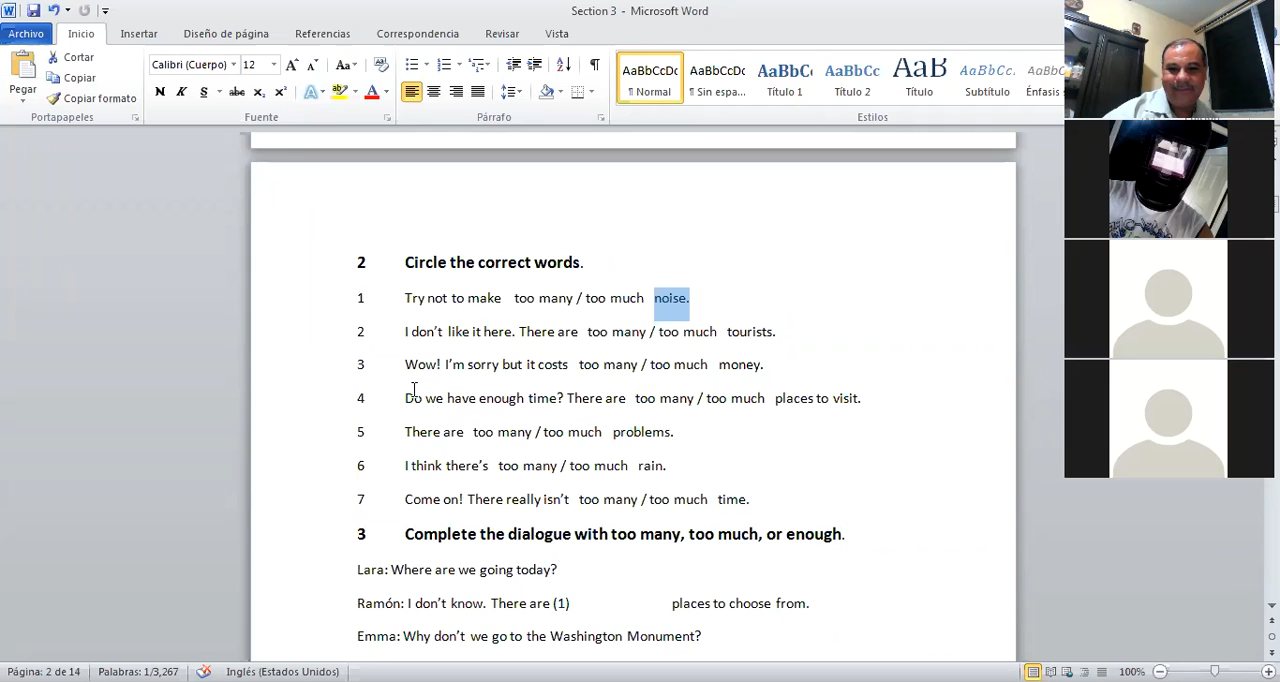 Section 3 - Microsoft Word
Archivo Inicio Insertar Diseño de página Referencias Correspondencia Revisar Vista
Pegar
Cortar
Copiar
Copiar formato
Portapapeles
Calibri (Cuerpo) 12
Fuente
Párrafo
AaBbCcDc AaBbCcDc AaBbC AaBbCc AaB AaBbCcI AaBbCc
¶ Normal ¶ Sin espa... Título 1 Título 2 Título Subtítulo Énfasis
Estilos
2 Circle the correct words.
1 Try not to make too many / too much noise.
2 I don’t like it here. There are too many / too much tourists.
3 Wow! I’m sorry but it costs too many / too much money.
4 Do we have enough time? There are too many / too much places to visit.
5 There are too many / too much problems.
6 I think there’s too many / too much rain.
7 Come on! There really isn’t too many / too much time.
3 Complete the dialogue with too many, too much, or enough.
Lara: Where are we going today?
Ramón: I don’t know. There are (1) places to choose from.
Emma: Why don’t we go to the Washington Monument?
Página: 2 de 14 Palabras: 1/3,267 Inglés (Estados Unidos) 100%